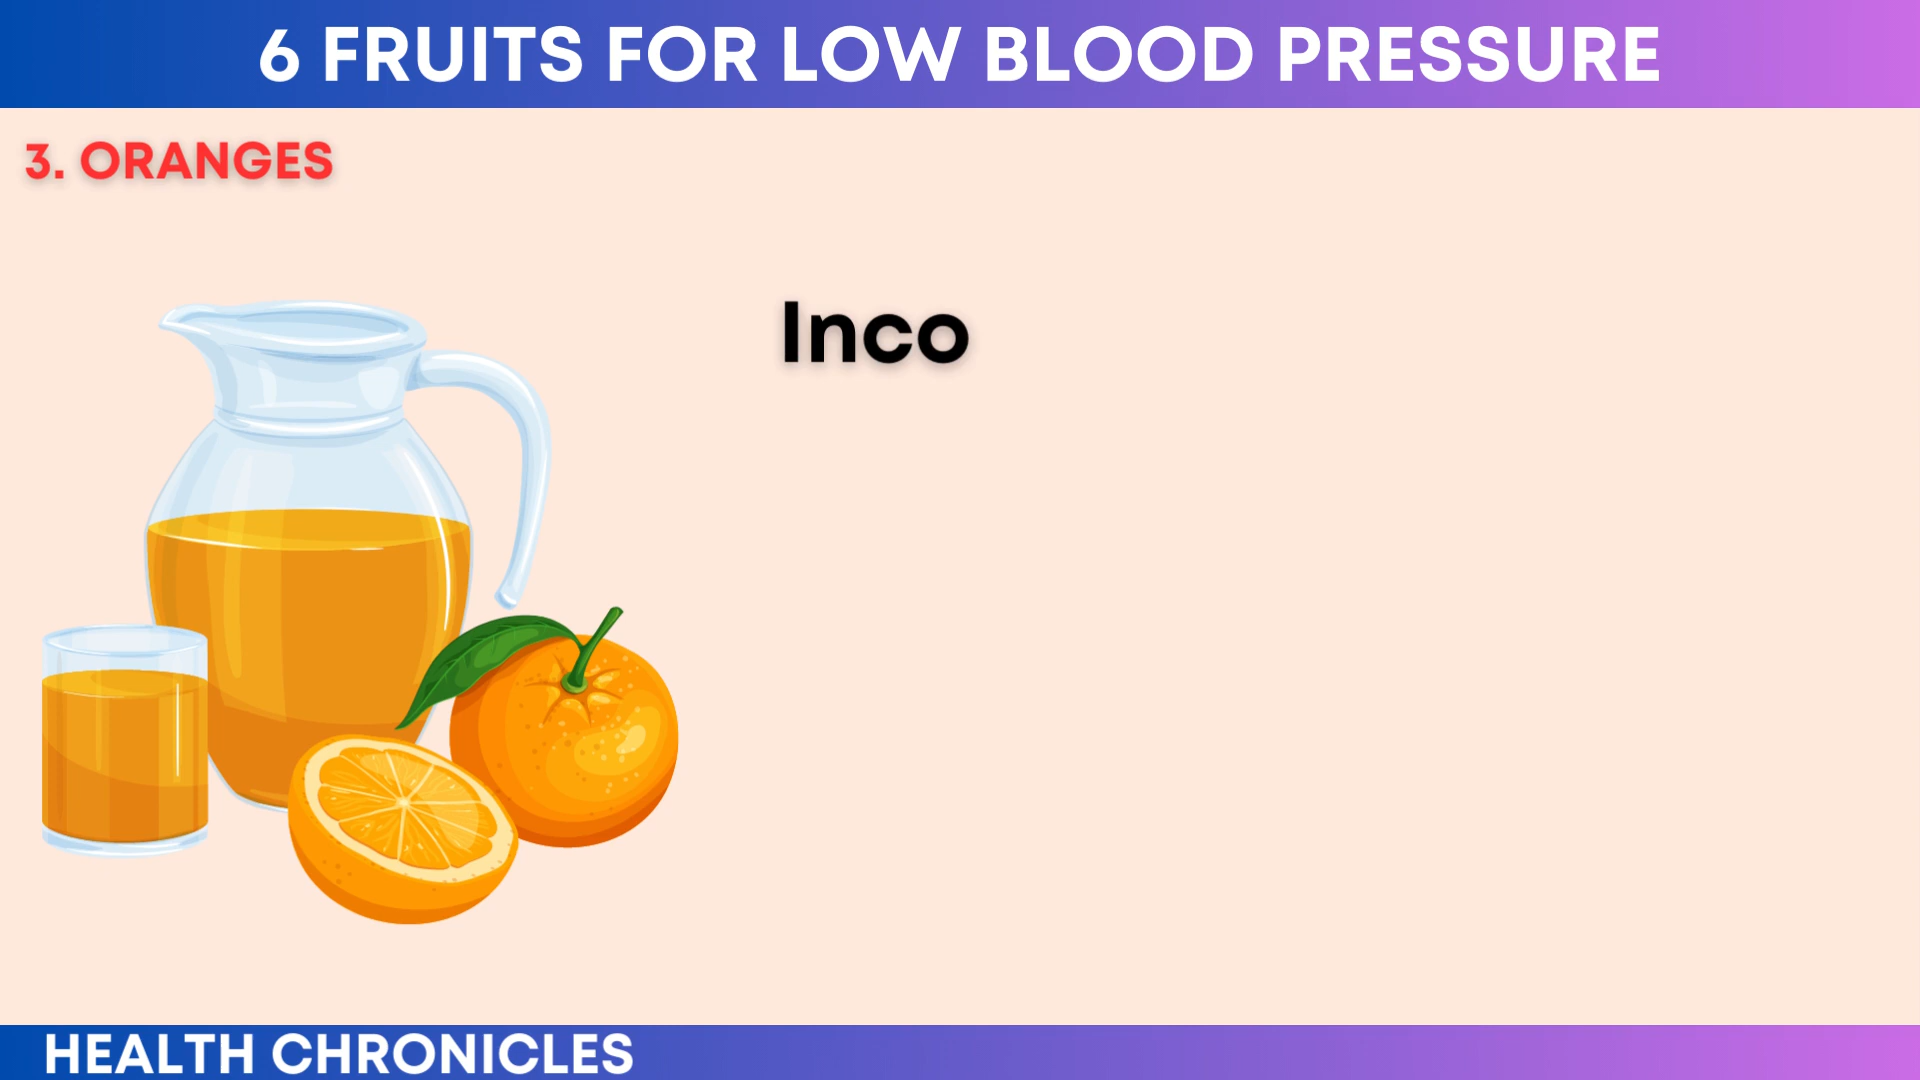 6 FRUITS FOR LOW BLOOD PRESSURE
3. ORANGES
Inco
HEALTH CHRONICLES